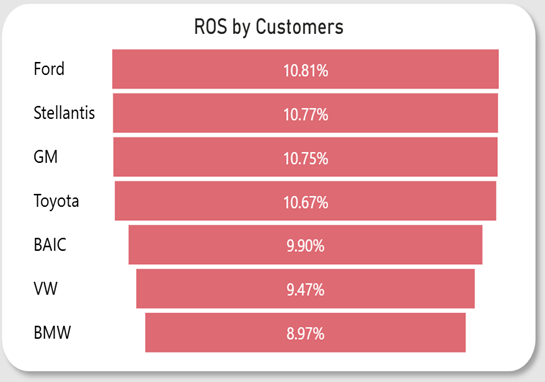 ROS by Customers
Ford 10.81%
Stellantis 10.77%
GM 10.75%
Toyota 10.67%
BAIC 9.90%
VW 9.47%
BMW 8.97%